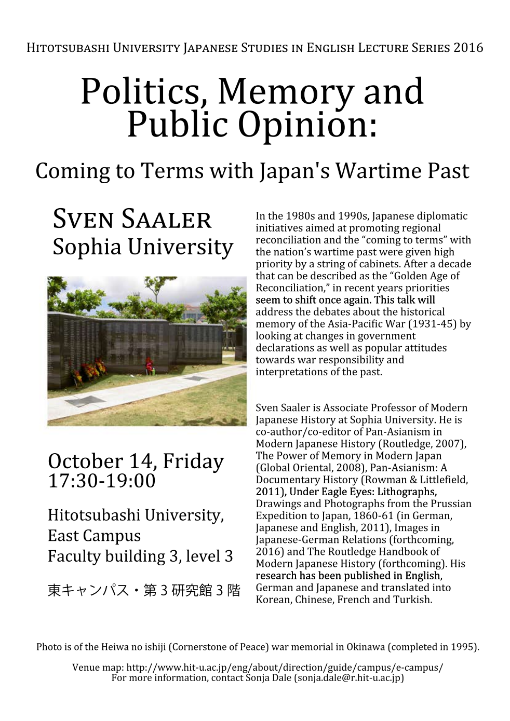 HITOTSUBASHI UNIVERSITY JAPANESE STUDIES IN ENGLISH LECTURE SERIES 2016
Politics, Memory and
Public Opinion:
Coming to Terms with Japan's Wartime Past
SVEN SAALER
Sophia University
In the 1980s and 1990s, Japanese diplomatic
initiatives aimed at promoting regional
reconciliation and the "coming to terms" with
the nation's wartime past were given high
priority by a string of cabinets. After a decade
that can be described as the "Golden Age of
Reconciliation," in recent years priorities
seem to shift once again. This talk will
address the debates about the historical
memory of the Asia-Pacific War (1931-45) by
looking at changes in government
declarations as well as popular attitudes
towards war responsibility and
interpretations of the past.
October 14, Friday
17:30-19:00
Hitotsubashi University,
East Campus
Faculty building 3, level 3
東キャンパス・第3研究館3階
Sven Saaler is Associate Professor of Modern
Japanese History at Sophia University. He is
co-author/co-editor of Pan-Asianism in
Modern Japanese History (Routledge, 2007),
The Power of Memory in Modern Japan
(Global Oriental, 2008), Pan-Asianism: A
Documentary History (Rowman & Littlefield,
2011), Under Eagle Eyes: Lithographs,
Drawings and Photographs from the Prussian
Expedition to Japan, 1860-61 (in German,
Japanese and English, 2011), Images in
Japanese-German Relations (forthcoming,
2016) and The Routledge Handbook of
Modern Japanese History (forthcoming). His
research has been published in English,
German and Japanese and translated into
Korean, Chinese, French and Turkish.
Photo is of the Heiwa no ishiji (Cornerstone of Peace) war memorial in Okinawa (completed in 1995).
Venue map: http://www.hit-u.ac.jp/eng/about/direction/guide/campus/e-campus/
For more information, contact Sonja Dale (sonja.dale@r.hit-u.ac.jp)